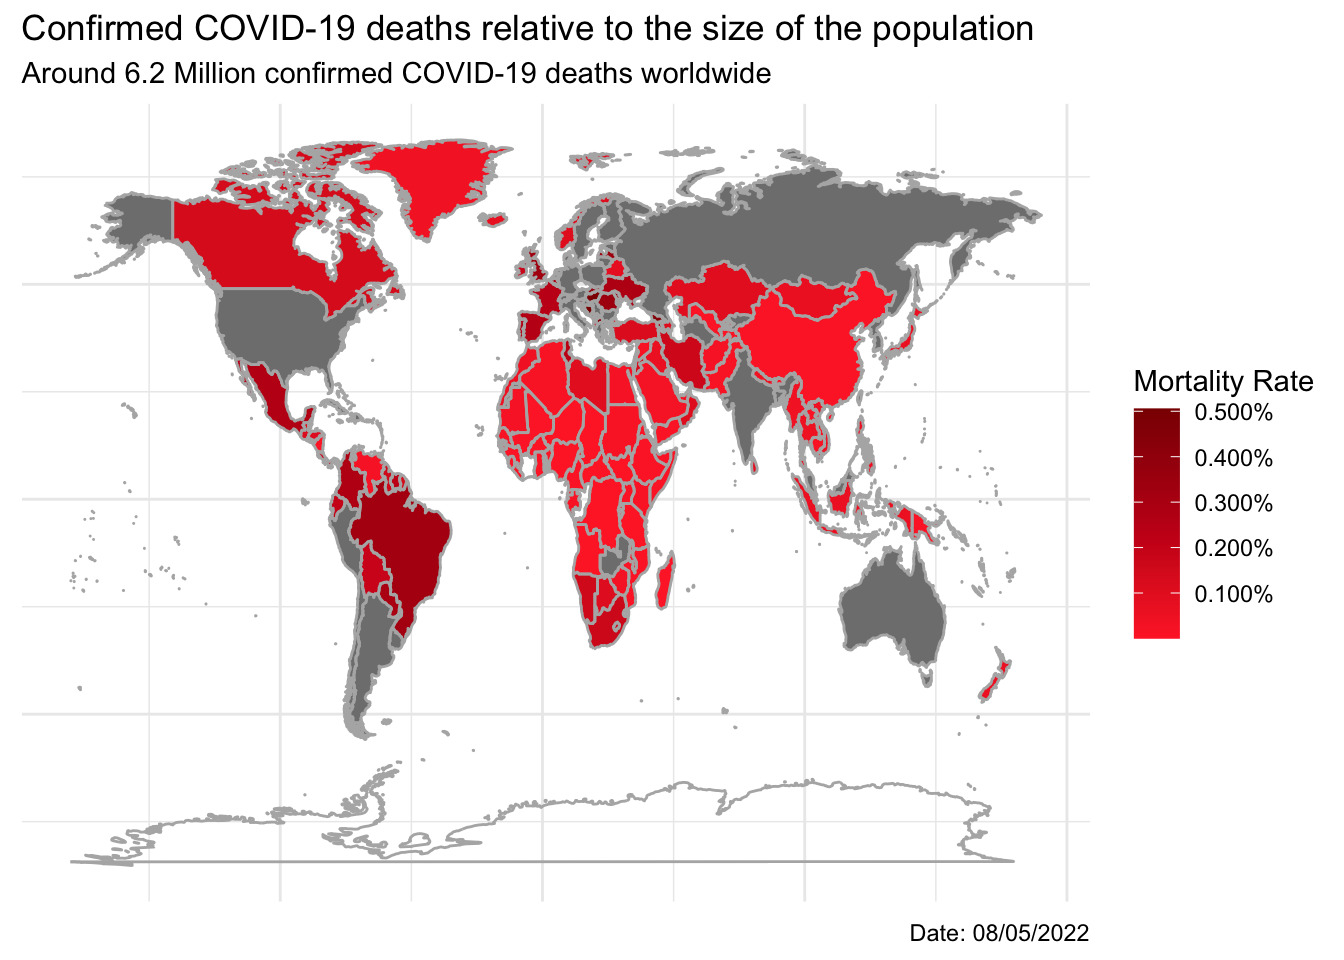 Confirmed COVID-19 deaths relative to the size of the population
Around 6.2 Million confirmed COVID-19 deaths worldwide
Mortality Rate
0.500%
0.400%
0.300%
0.200%
0.100%
Date: 08/05/2022